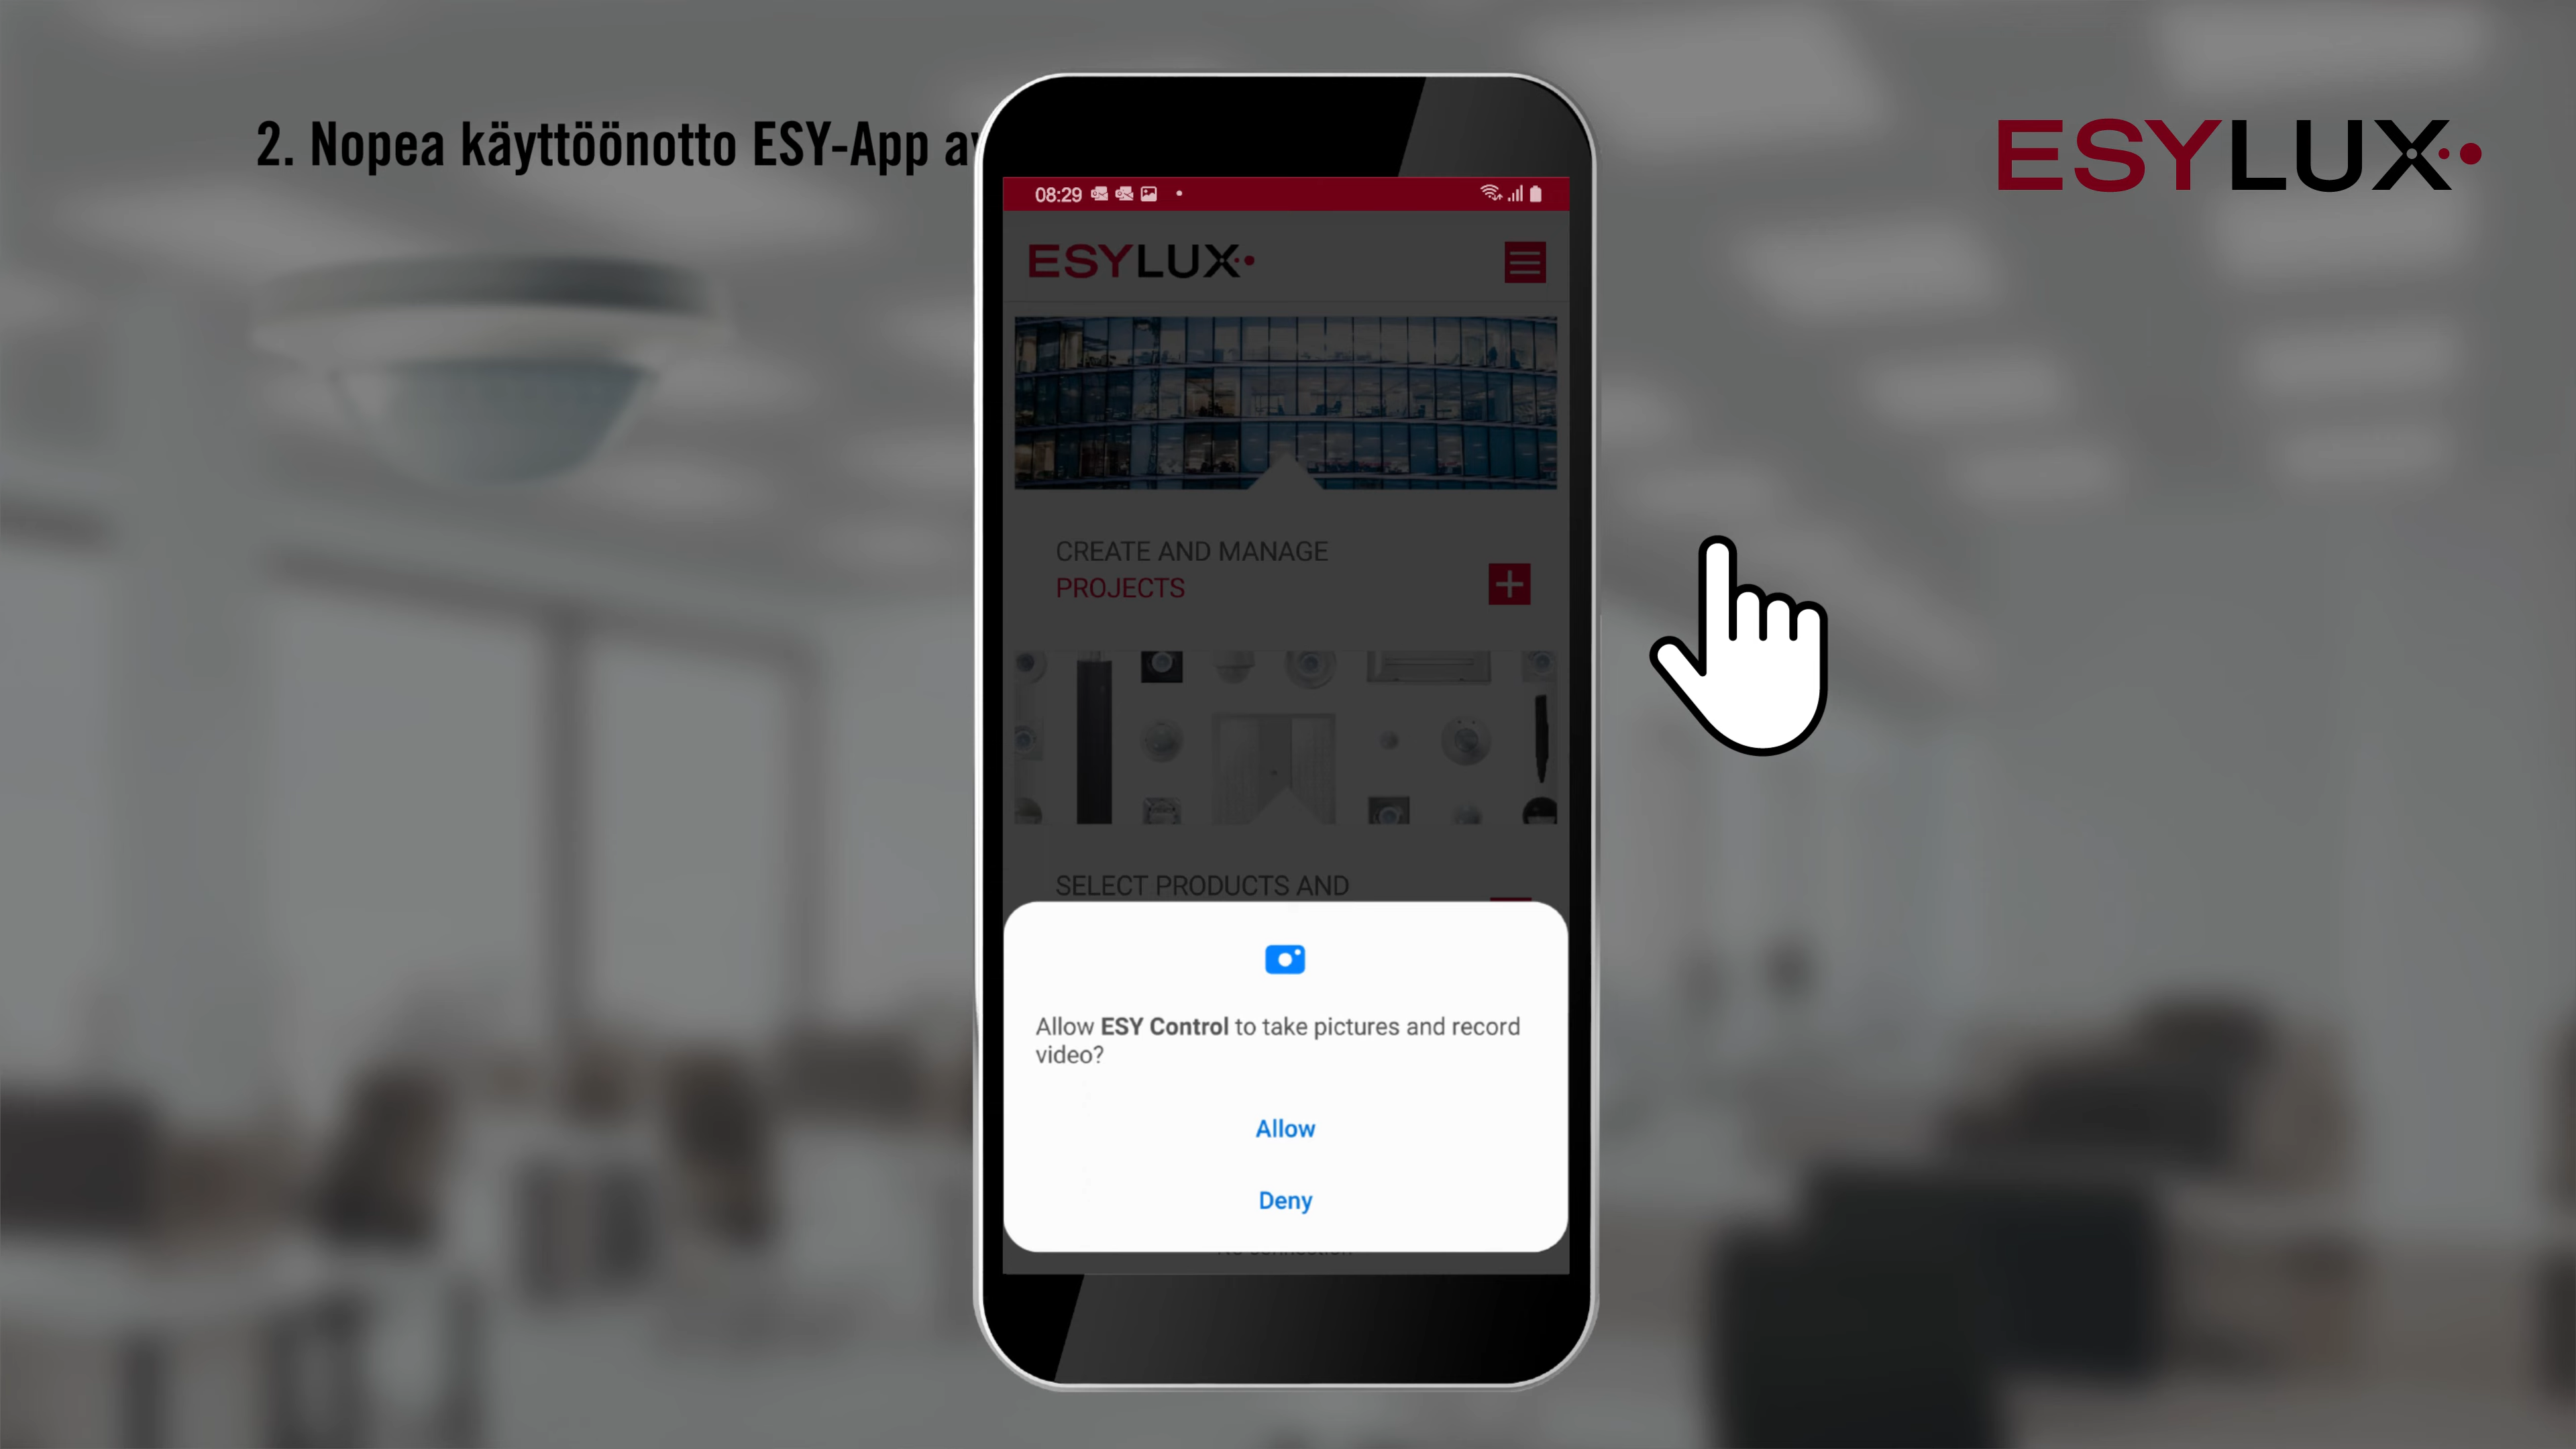 2. Nopea käyttöönotto ESY-App
ESYLUX
08:29
ESYLUX
CREATE AND MANAGE
PROJECTS
SELECT PRODUCTS AND
Allow ESY Control to take pictures and record
video?
Allow
Deny